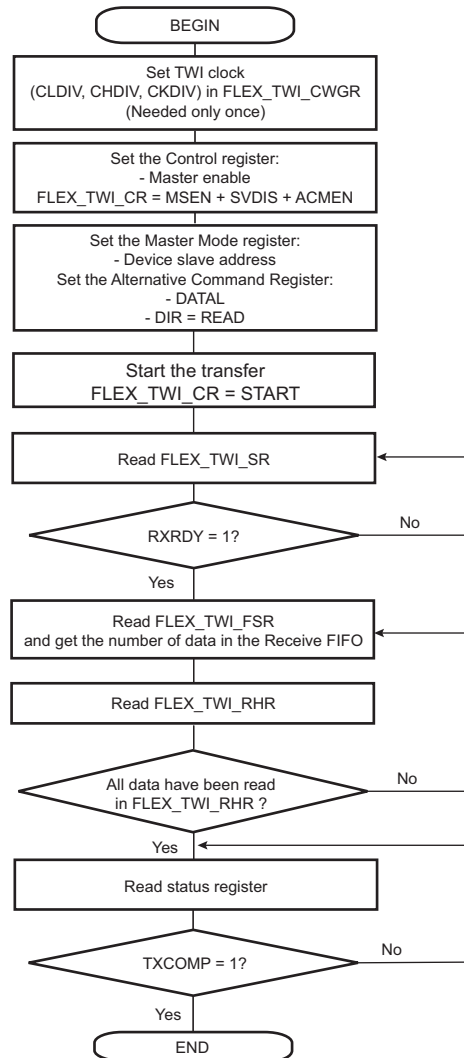 BEGIN
Set TWI clock
(CLDIV, CHDIV, CKDIV) in FLEX_TWI_CWGR
(Needed only once)
Set the Control register:
- Master enable
FLEX_TWI_CR = MSEN + SVDIS + ACMEN
Set the Master Mode register:
- Device slave address
Set the Alternative Command Register:
- DATAL
- DIR = READ
Start the transfer
FLEX_TWI_CR = START
Read FLEX_TWI_SR
RXRDY = 1?
No
Yes
Read FLEX_TWI_FSR
and get the number of data in the Receive FIFO
Read FLEX_TWI_RHR
All data have been read
in FLEX_TWI_RHR ?
No
Yes
Read status register
TXCOMP = 1?
No
Yes
END